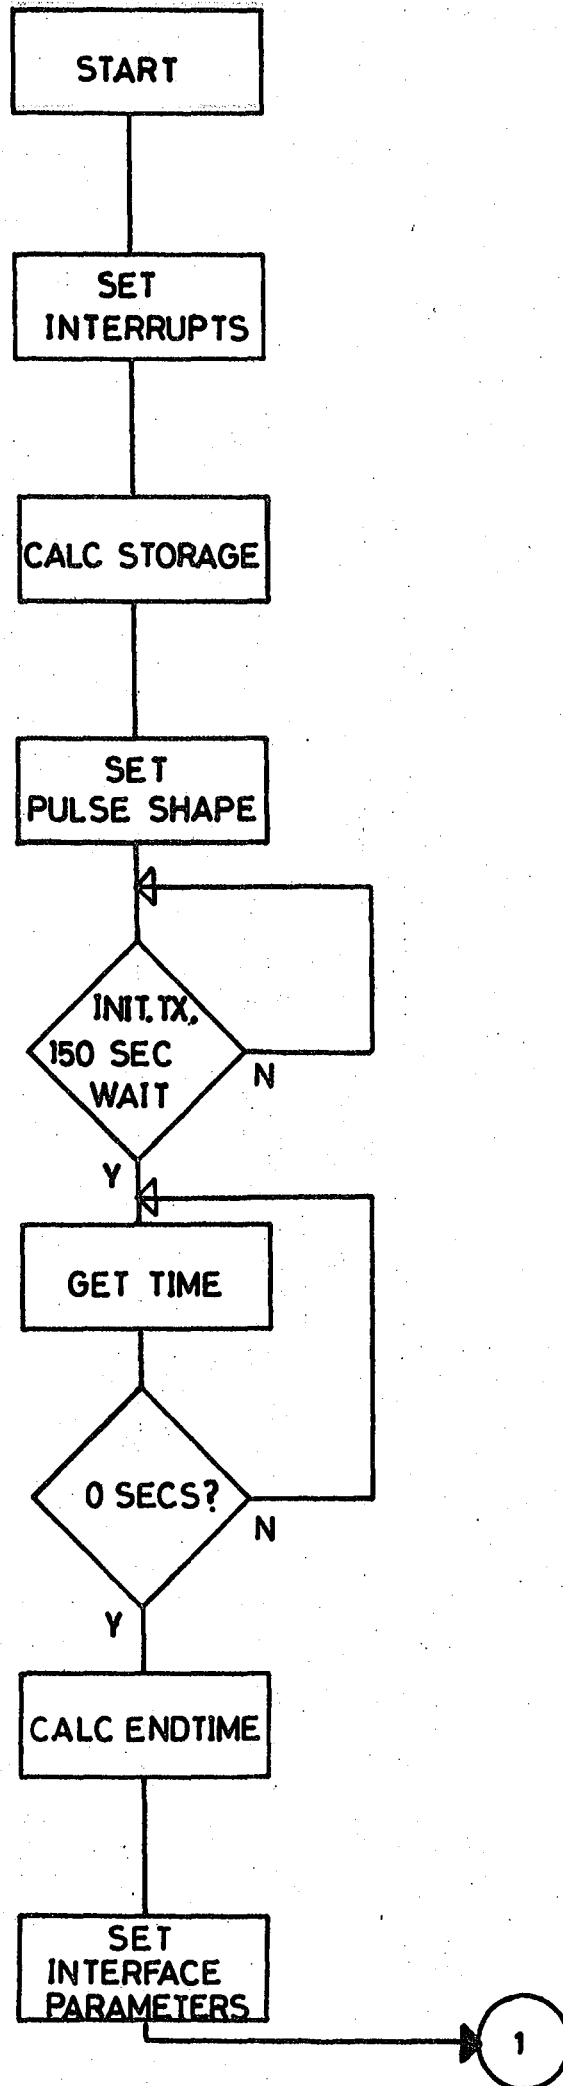 START
SET
INTERRUPTS
CALC STORAGE
SET
PULSE SHAPE
INIT. TX.
150 SEC
WAIT
N
Y
GET TIME
0 SECS?
N
Y
CALC ENDTIME
SET
INTERFACE
PARAMETERS
1